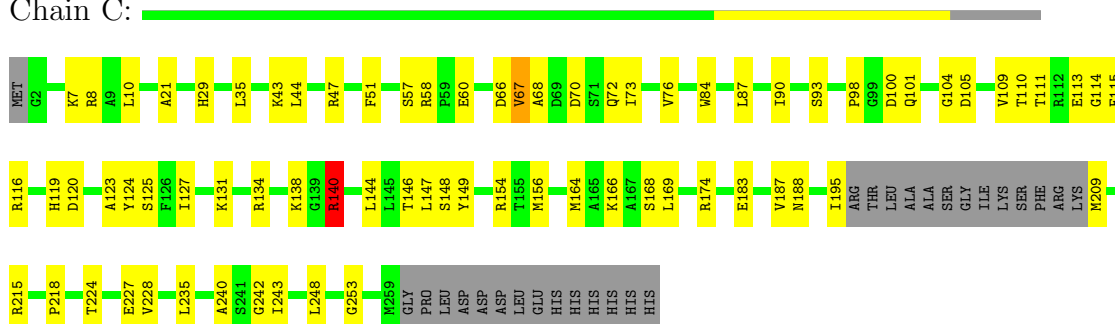 Chain C:
MET G2 K7 R8 A9 L10 A21 H29 L35 K43 L44 R47 F51 S57 R58 P59 E60 D66 V67 A68 D69 D70 S71 Q72 I73 V76 W84 L87 I90 S93 P98 G99 D100 Q101 G104 D105 V109 T110 T111 R112 E113 G114
R116 H119 D120 A123 Y124 S125 F126 I127 K131 R134 K138 G139 R140 L144 L145 T146 L147 S148 Y149 R154 T155 M156 M164 A165 K166 A167 S168 L169 R174 E183 V187 N188 I195 ARG THR LEU ALA ALA SER GLY ILE LYS SER PHE ARG LYS M209
R215 P218 T224 E227 V228 L235 A240 S241 G242 I243 L248 G253 M259 GLY PRO LEU ASP ASP ASP LEU GLU HIS HIS HIS HIS HIS HIS